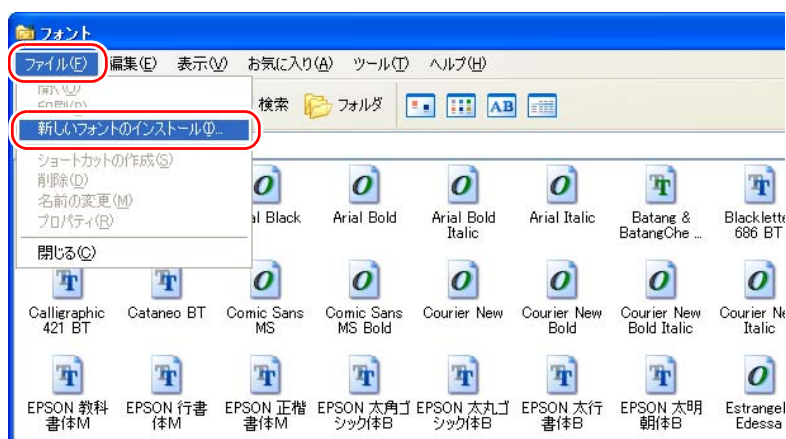 フォント
ファイル(F) 編集(E) 表示(V) お気に入り(A) ツール(T) ヘルプ(H)
開く(O)
印刷(P)
検索 フォルダ AB
新しいフォントのインストール(I)...
ショートカットの作成(S)
削除(D)
名前の変更(M)
プロパティ(R)
閉じる(C)
al Black Arial Bold Arial Bold Italic Arial Italic Batang & BatangChe ... Blacklette 686 BT
Calligraphic 421 BT Cataneo BT Comic Sans MS Comic Sans MS Bold Courier New Courier New Bold Courier New Bold Italic Courier Ne Italic
EPSON 教科書体M EPSON 行書体M EPSON 正楷書体M EPSON 太角ゴシック体B EPSON 太丸ゴシック体B EPSON 太行書体B EPSON 太明朝体B Estrangel Edessa